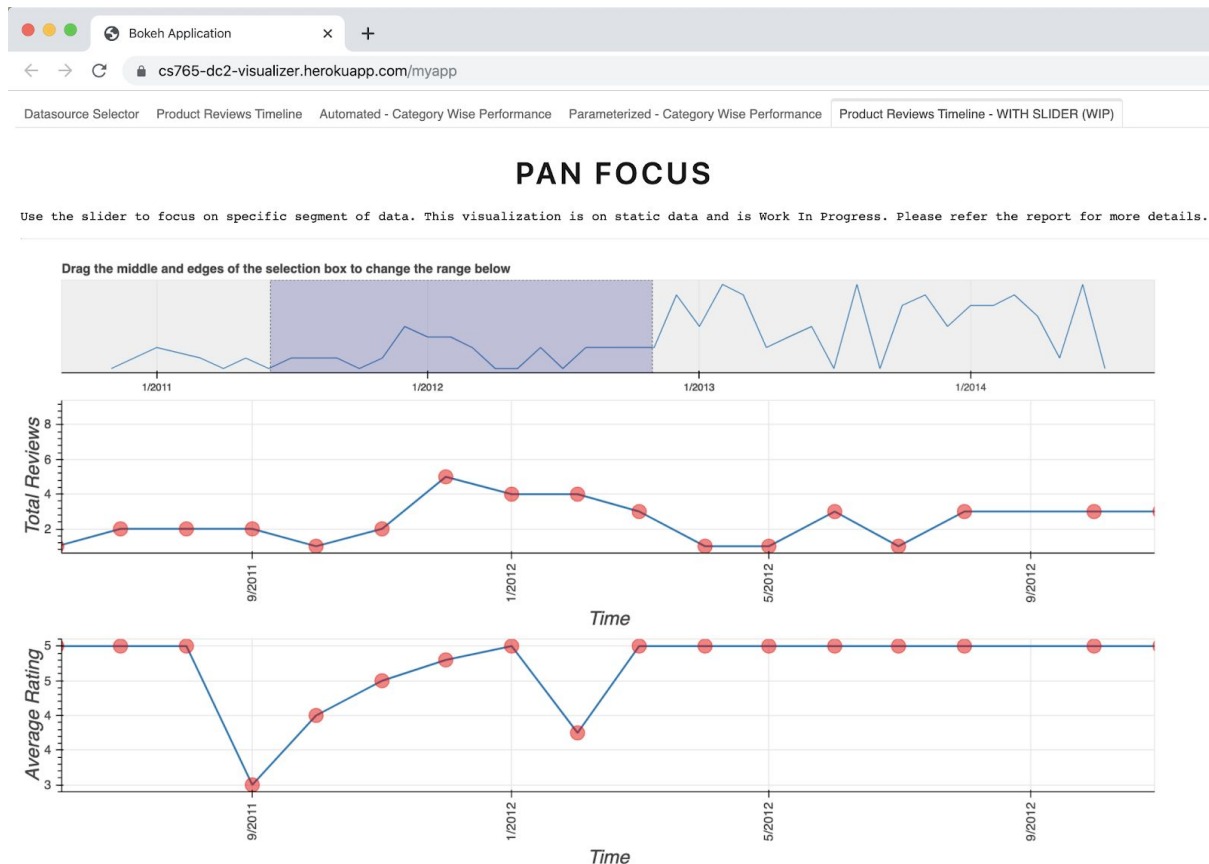 Bokeh Application
cs765-dc2-visualizer.herokuapp.com/myapp
Datasource Selector Product Reviews Timeline Automated - Category Wise Performance Parameterized - Category Wise Performance Product Reviews Timeline - WITH SLIDER (WIP)
PAN FOCUS
Use the slider to focus on specific segment of data. This visualization is on static data and is Work In Progress. Please refer the report for more details.
Drag the middle and edges of the selection box to change the range below
1/2011 1/2012 1/2013 1/2014
Total Reviews
8
6
4
2
9/2011 1/2012 5/2012 9/2012
Time
Average Rating
5
5
4
4
3
9/2011 1/2012 5/2012 9/2012
Time